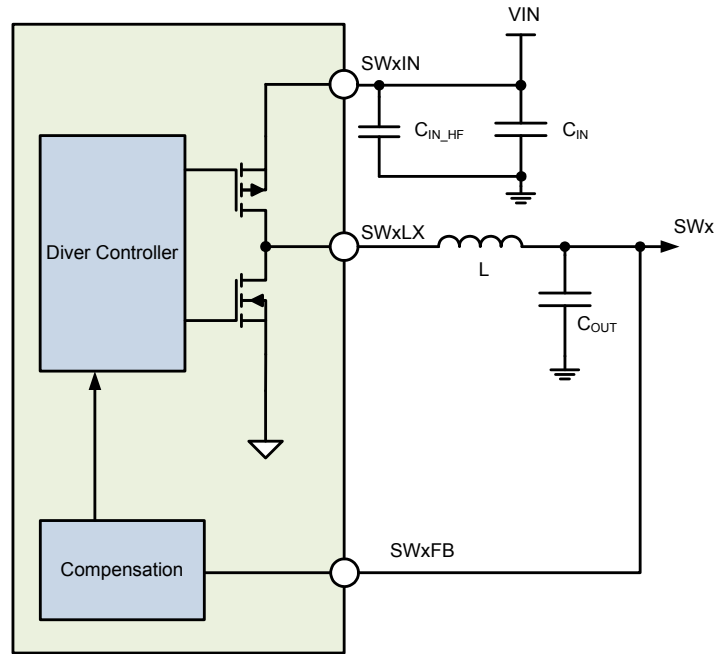 VIN
SWxIN
C_IN_HF
C_IN
Diver Controller
SWxLX
SWx
L
C_OUT
SWxFB
Compensation